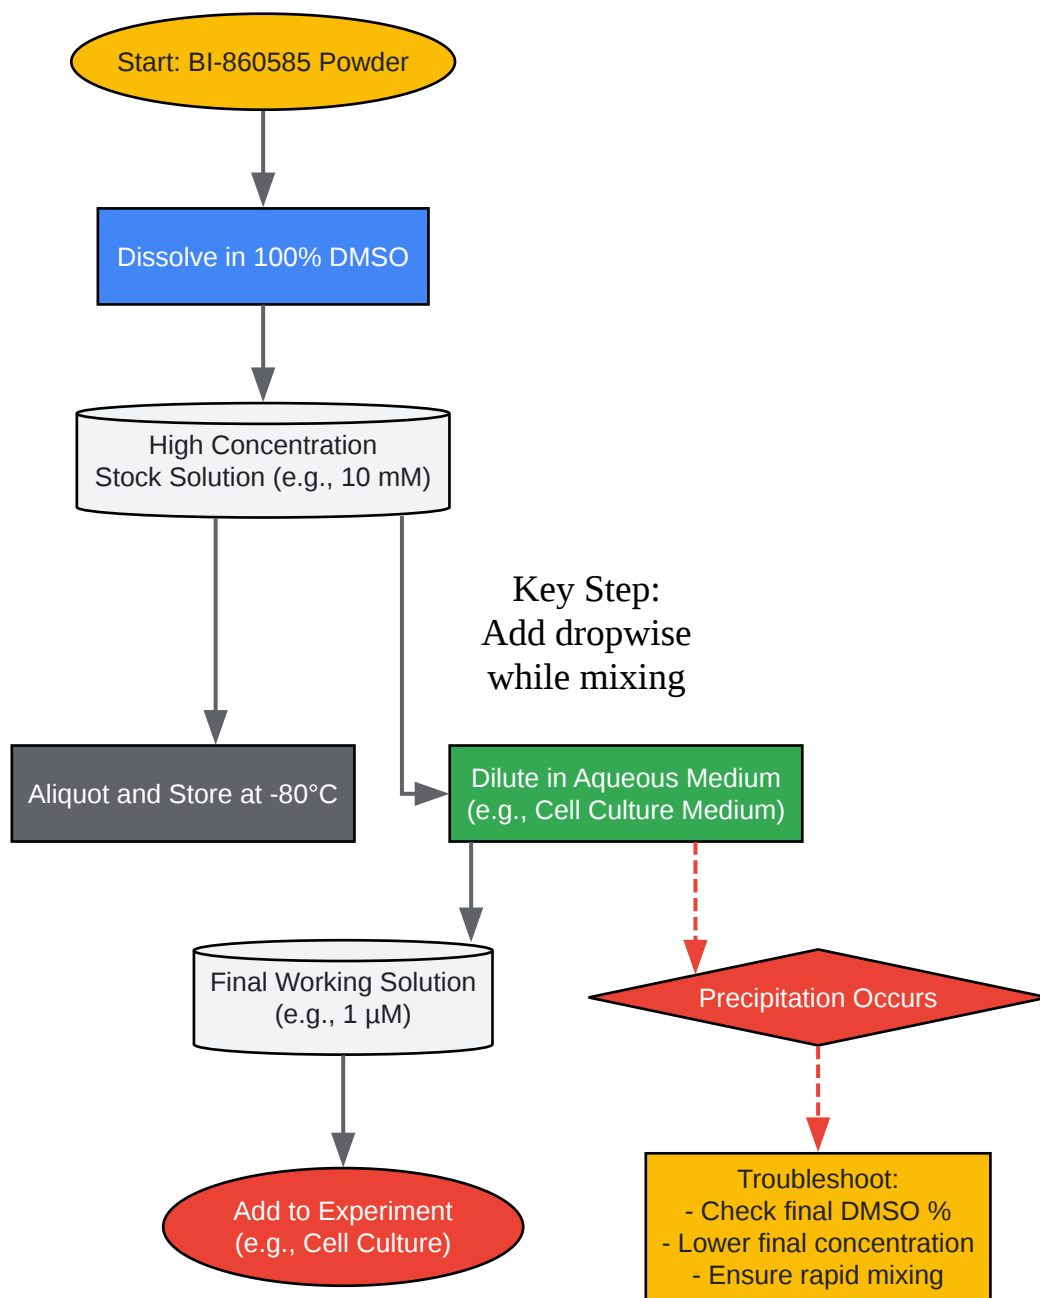 Start: BI-860585 Powder
Dissolve in 100% DMSO
High Concentration
Stock Solution (e.g., 10 mM)
Key Step:
Add dropwise
while mixing
Aliquot and Store at -80°C
Dilute in Aqueous Medium
(e.g., Cell Culture Medium)
Final Working Solution
(e.g., 1 µM)
Precipitation Occurs
Add to Experiment
(e.g., Cell Culture)
Troubleshoot:
- Check final DMSO %
- Lower final concentration
- Ensure rapid mixing